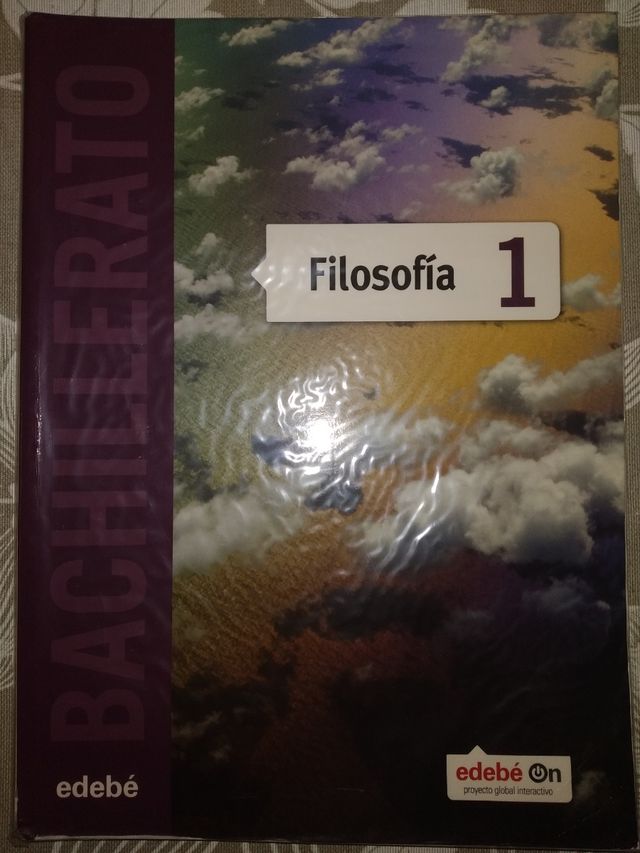 BACHILLERATO
Filosofía 1
edebé
edebé On
proyecto global interactivo